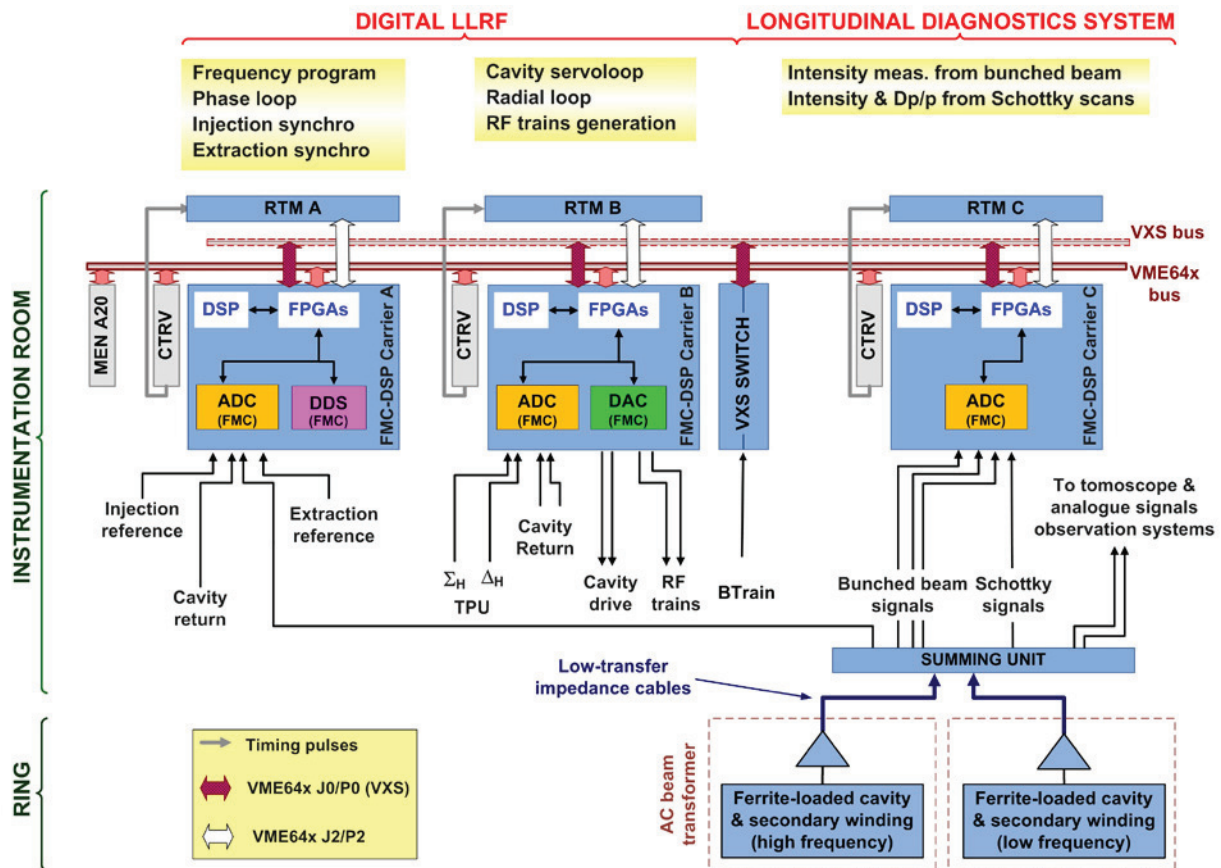 DIGITAL LLRF
LONGITUDINAL DIAGNOSTICS SYSTEM
Frequency program
Phase loop
Injection synchro
Extraction synchro
Cavity servoloop
Radial loop
RF trains generation
Intensity meas. from bunched beam
Intensity & Dp/p from Schottky scans
INSTRUMENTATION ROOM
RTM A
RTM B
RTM C
VXS bus
VME64x
bus
MEN A20
CTRV
DSP
FPGAs
ADC
(FMC)
DDS
(FMC)
FMC-DSP Carrier A
CTRV
DSP
FPGAs
ADC
(FMC)
DAC
(FMC)
FMC-DSP Carrier B
VXS SWITCH
CTRV
DSP
FPGAs
ADC
(FMC)
FMC-DSP Carrier C
Injection
reference
Extraction
reference
Cavity
return
ΣH
ΔH
TPU
Cavity
Return
Cavity
drive
RF
trains
BTrain
Bunched beam
signals
Schottky
signals
To tomoscope &
analogue signals
observation systems
SUMMING UNIT
Low-transfer
impedance cables
RING
Timing pulses
VME64x J0/P0 (VXS)
VME64x J2/P2
AC beam
transformer
Ferrite-loaded cavity
& secondary winding
(high frequency)
Ferrite-loaded cavity
& secondary winding
(low frequency)